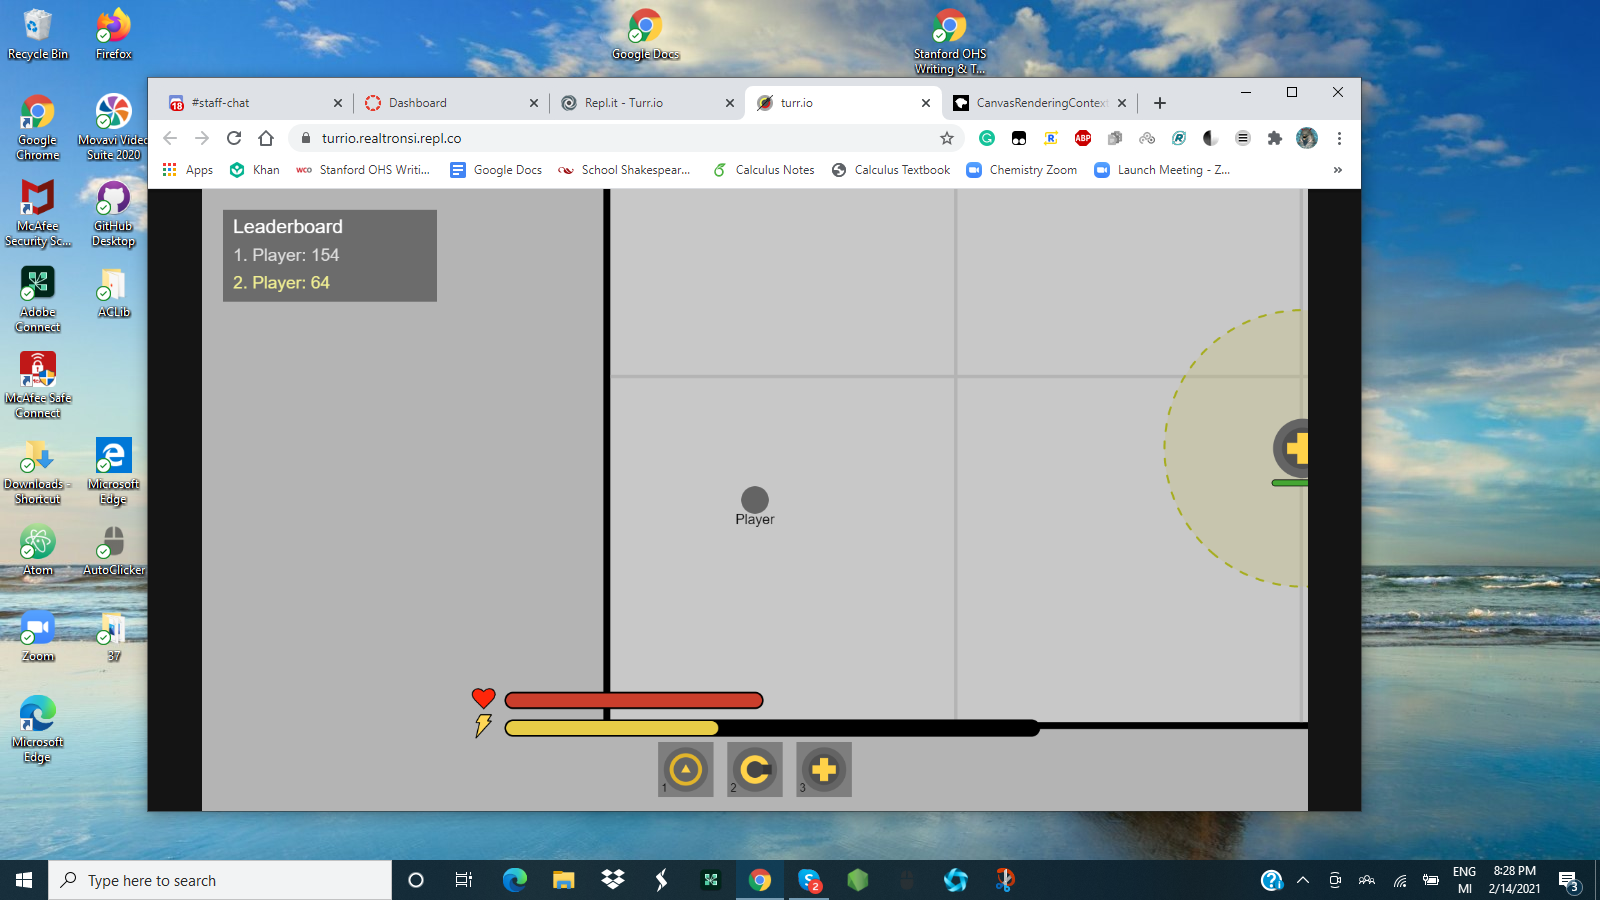 Recycle Bin
Firefox
Google Docs
Stanford OHS
Writing & T...
Google
Chrome
Movavi Video
Suite 2020
McAfee
Security Sc...
GitHub
Desktop
Adobe
Connect
ACLib
McAfee Safe
Connect
Downloads -
Shortcut
Microsoft
Edge
Atom
AutoClicker
Zoom
37
Microsoft
Edge
18
#staff-chat
Dashboard
Repl.it - Turr.io
turr.io
CanvasRenderingContext
turrio.realtronsi.repl.co
ABP
Apps
Khan
wco
Stanford OHS Writi...
Google Docs
School Shakespear...
Calculus Notes
Calculus Textbook
Chemistry Zoom
Launch Meeting - Z...
»
Leaderboard
1. Player: 154
2. Player: 64
Player
1
2
3
Type here to search
2
ENG
MI
8:28 PM
2/14/2021
3